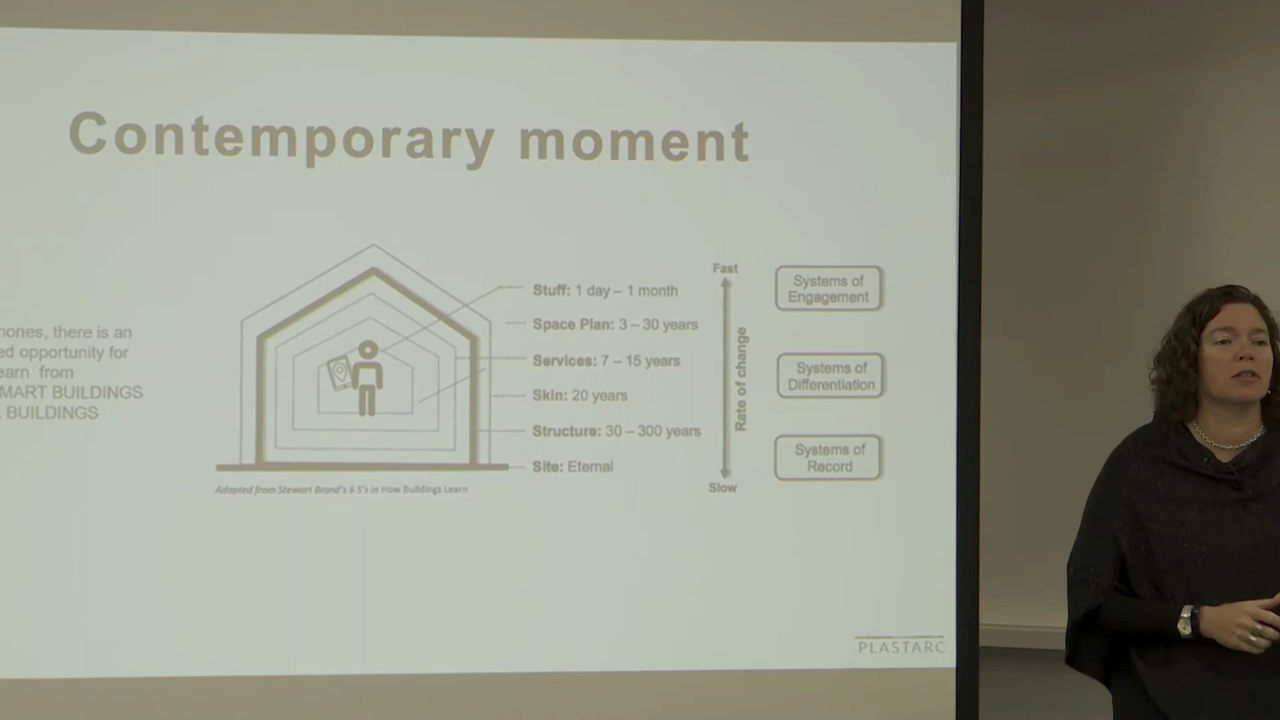 Contemporary moment
hones, there is an
ed opportunity for
earn from
MART BUILDINGS
BUILDINGS
Stuff: 1 day – 1 month
Space Plan: 3 – 30 years
Services: 7 – 15 years
Skin: 20 years
Structure: 30 – 300 years
Site: Eternal
Adapted from Stewart Brand's 6 S's in How Buildings Learn
Fast
Rate of change
Slow
Systems of
Engagement
Systems of
Differentiation
Systems of
Record
PLASTARC